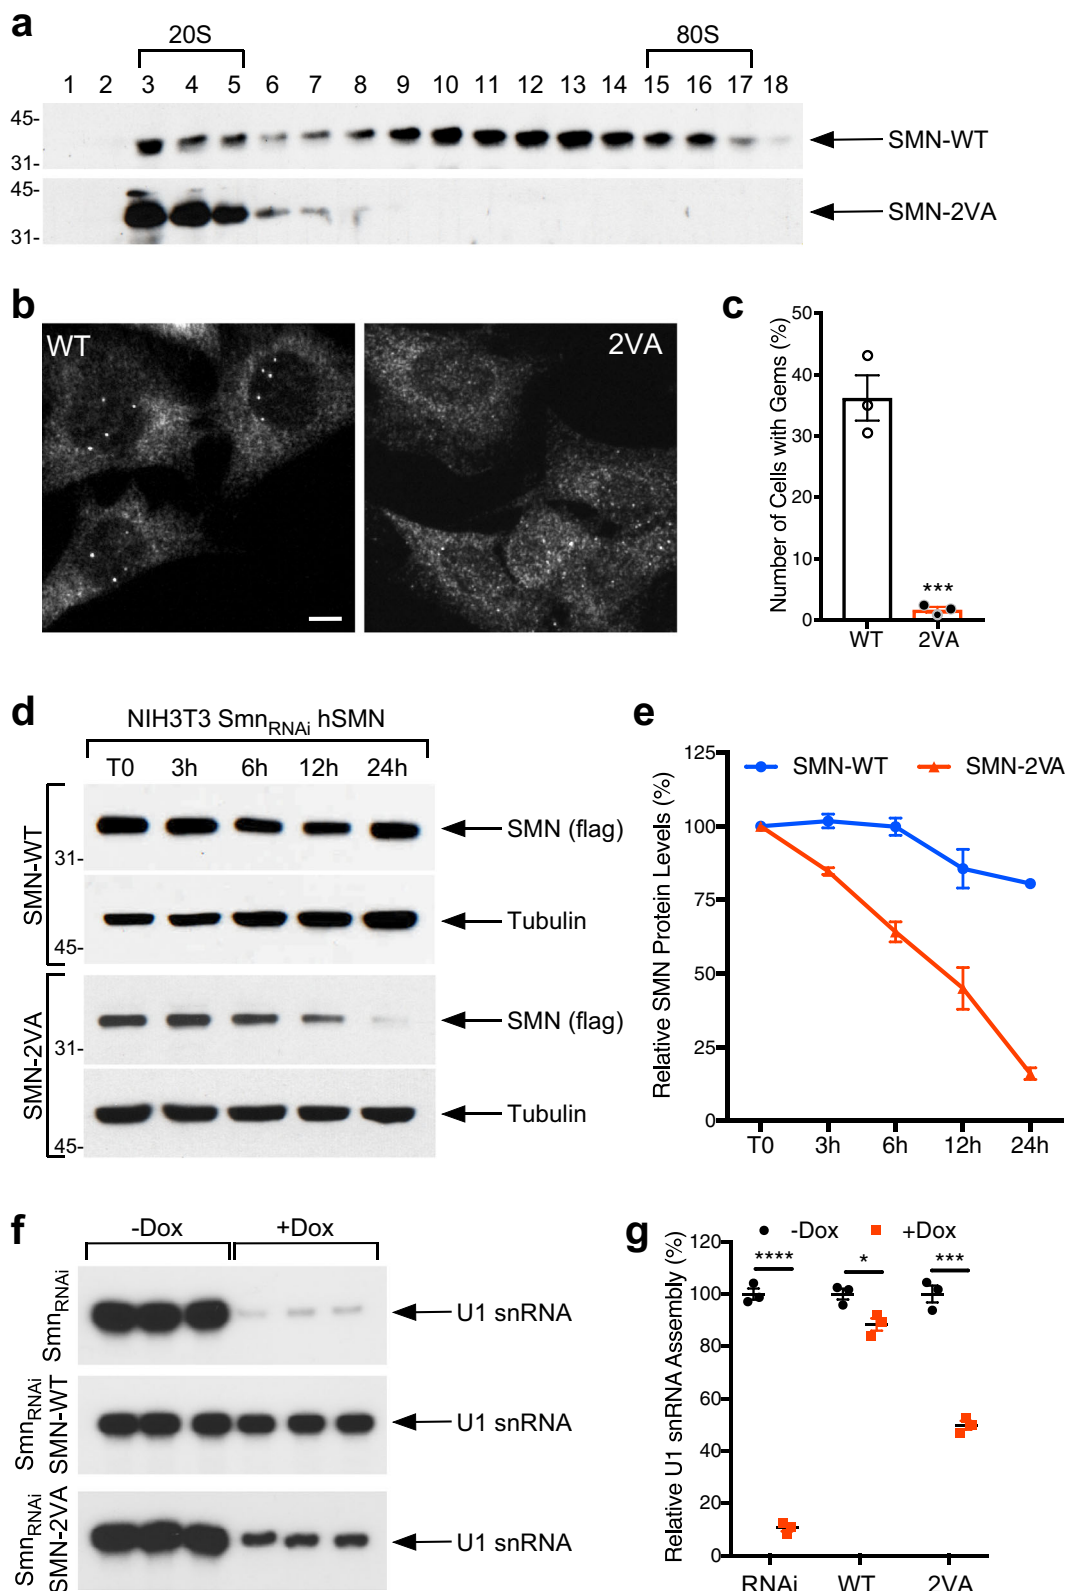 a
20S 80S
1 2 3 4 5 6 7 8 9 10 11 12 13 14 15 16 17 18
45-
31-
SMN-WT
45-
31-
SMN-2VA
b
WT
2VA
c
Number of Cells with Gems (%)
50
40
30
20
10
0
***
WT 2VA
d
NIH3T3 SmnRNAi hSMN
T0 3h 6h 12h 24h
SMN-WT
31-
SMN (flag)
45-
Tubulin
SMN-2VA
31-
SMN (flag)
45-
Tubulin
e
Relative SMN Protein Levels (%)
125
100
75
50
25
0
SMN-WT SMN-2VA
T0 3h 6h 12h 24h
f
-Dox +Dox
SmnRNAi
U1 snRNA
SmnRNAi
SMN-WT
U1 snRNA
SmnRNAi
SMN-2VA
U1 snRNA
g
-Dox +Dox
Relative U1 snRNA Assembly (%)
120
100
80
60
40
20
0
**** * ***
RNAi WT 2VA